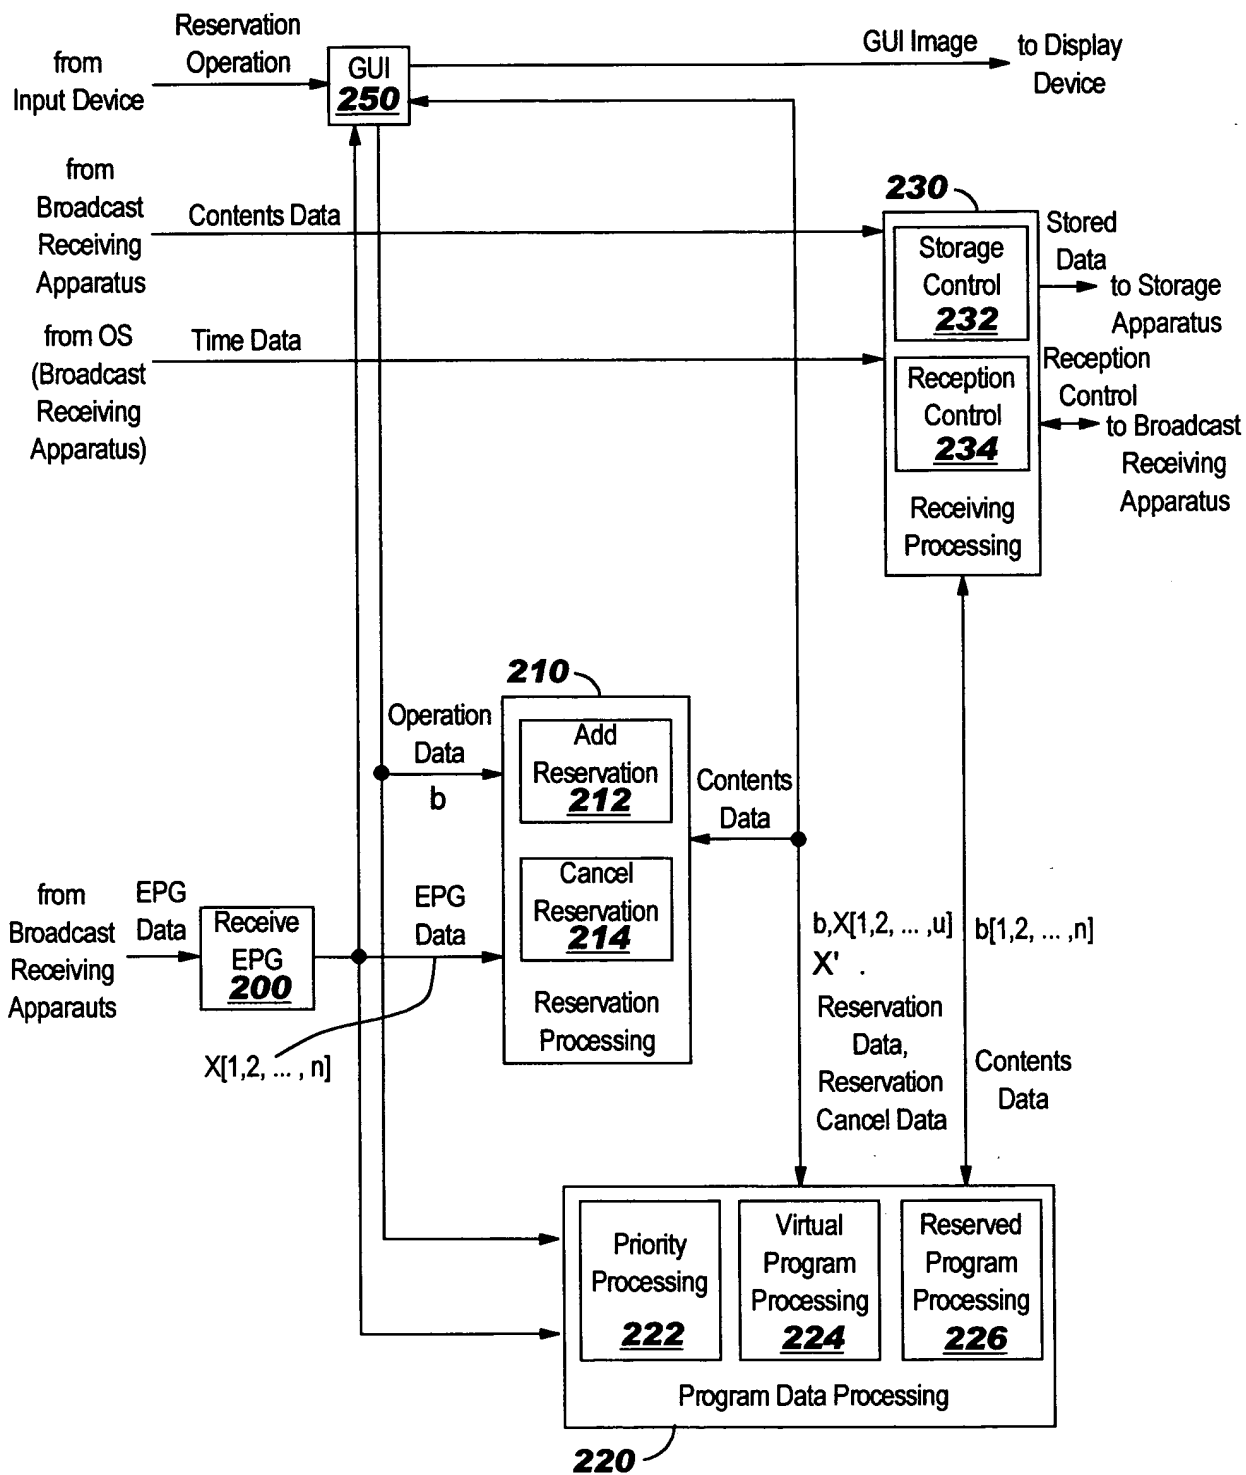 Reservation
Operation
from
Input Device
GUI
250
GUI Image
to Display
Device
from
Broadcast
Receiving
Apparatus
Contents Data
230
Storage
Control
232
Stored
Data
to Storage
Apparatus
from OS
(Broadcast
Receiving
Apparatus)
Time Data
Reception
Control
234
Reception
Control
to Broadcast
Receiving
Apparatus
Receiving
Processing
210
Operation
Data
b
Add
Reservation
212
Contents
Data
Cancel
Reservation
214
from
Broadcast
Receiving
Apparauts
EPG
Data
Receive
EPG
200
EPG
Data
Reservation
Processing
X[1,2, ... , n]
b,X[1,2, ... ,u]
X' .
Reservation
Data,
Reservation
Cancel Data
b[1,2, ... ,n]
Contents
Data
Priority
Processing
222
Virtual
Program
Processing
224
Reserved
Program
Processing
226
Program Data Processing
220